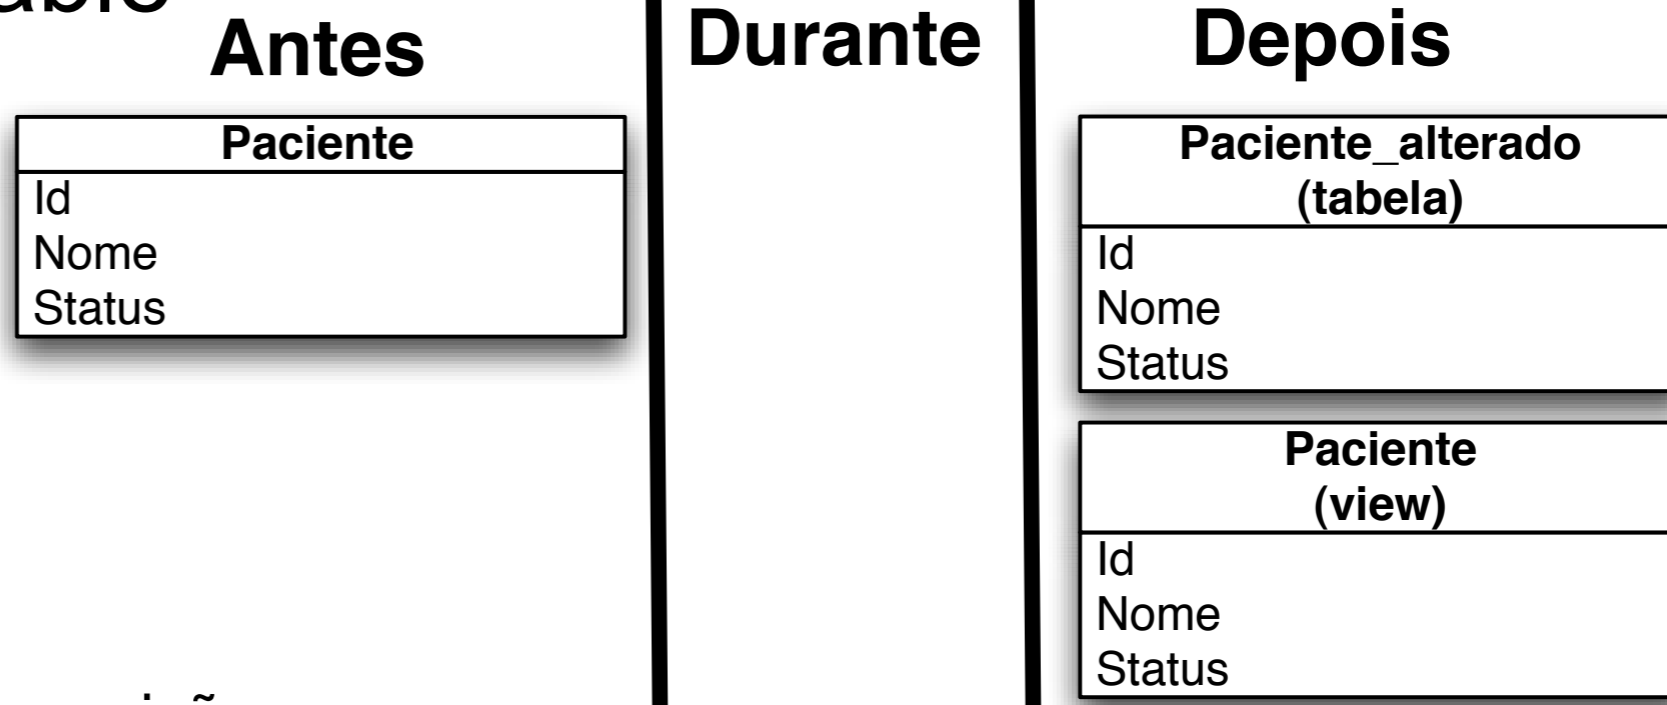 Antes
Paciente
Id
Nome
Status
Durante
Depois
Paciente_alterado
(tabela)
Id
Nome
Status
Paciente
(view)
Id
Nome
Status